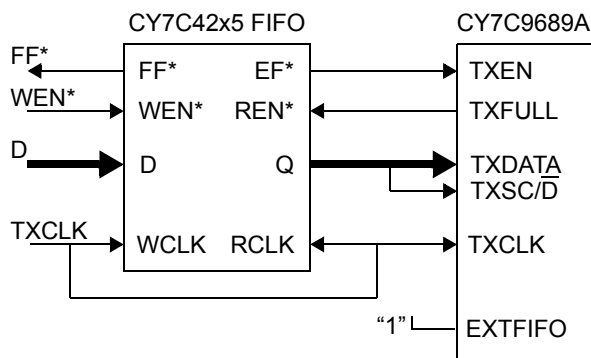 CY7C42x5 FIFO
CY7C9689A
FF*
FF*
EF*
TXEN
WEN*
WEN*
REN*
TXFULL
D
D
Q
TXDATA
TXSC/D̅
TXCLK
WCLK
RCLK
TXCLK
“1”
EXTFIFO